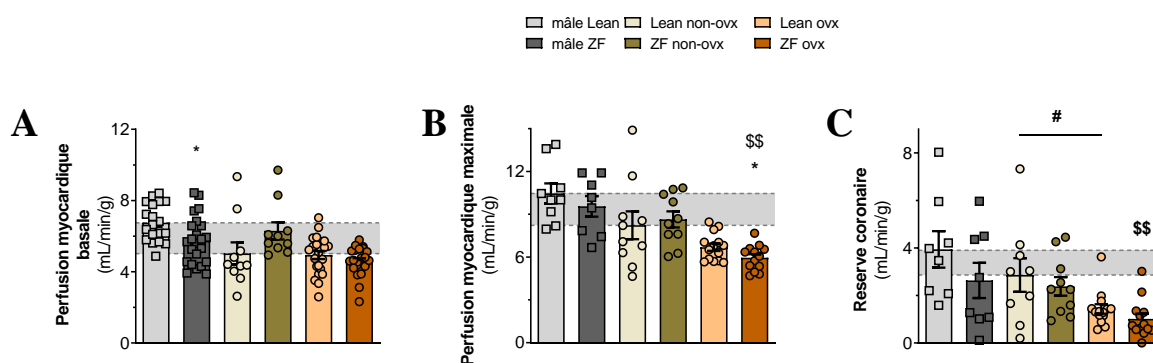 mâle Lean
Lean non-ovx
Lean ovx
mâle ZF
ZF non-ovx
ZF ovx
A
Perfusion myocardique
basale
(mL/min/g)
12
8
4
0
*
B
Perfusion myocardique maximale
(mL/min/g)
12
6
0
$$
*
C
Reserve coronaire
(mL/min/g)
8
4
0
#
$$